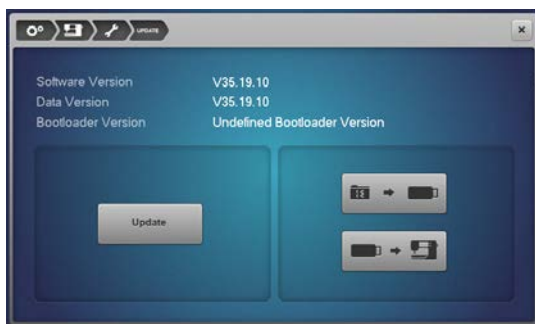 UPDATE
Software Version V35.19.10
Data Version V35.19.10
Bootloader Version Undefined Bootloader Version
Update